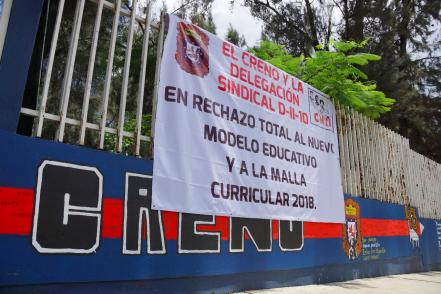 EL CRENO Y LA
DELEGACIÓN
SINDICAL D-II-10
EN RECHAZO TOTAL AL NUEVO
MODELO EDUCATIVO
Y A LA MALLA
CURRICULAR 2018.
CRENO